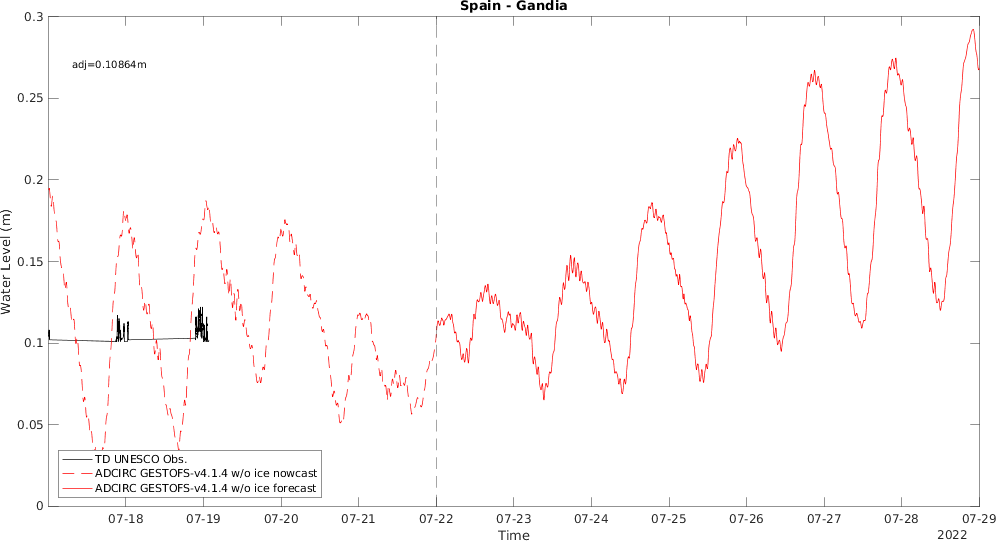 Spain - Gandia
0.3
0.25
0.2
0.15
0.1
0.05
0
Water Level (m)
adj=0.10864m
TD UNESCO Obs.
ADCIRC GESTOFS-v4.1.4 w/o ice nowcast
ADCIRC GESTOFS-v4.1.4 w/o ice forecast
07-18 07-19 07-20 07-21 07-22 07-23 07-24 07-25 07-26 07-27 07-28 07-29
Time
2022